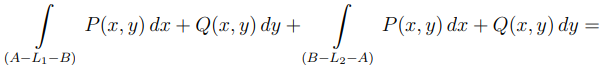 ∫ P(x, y) dx + Q(x, y) dy + ∫ P(x, y) dx + Q(x, y) dy =
(A−L₁−B) (B−L₂−A)